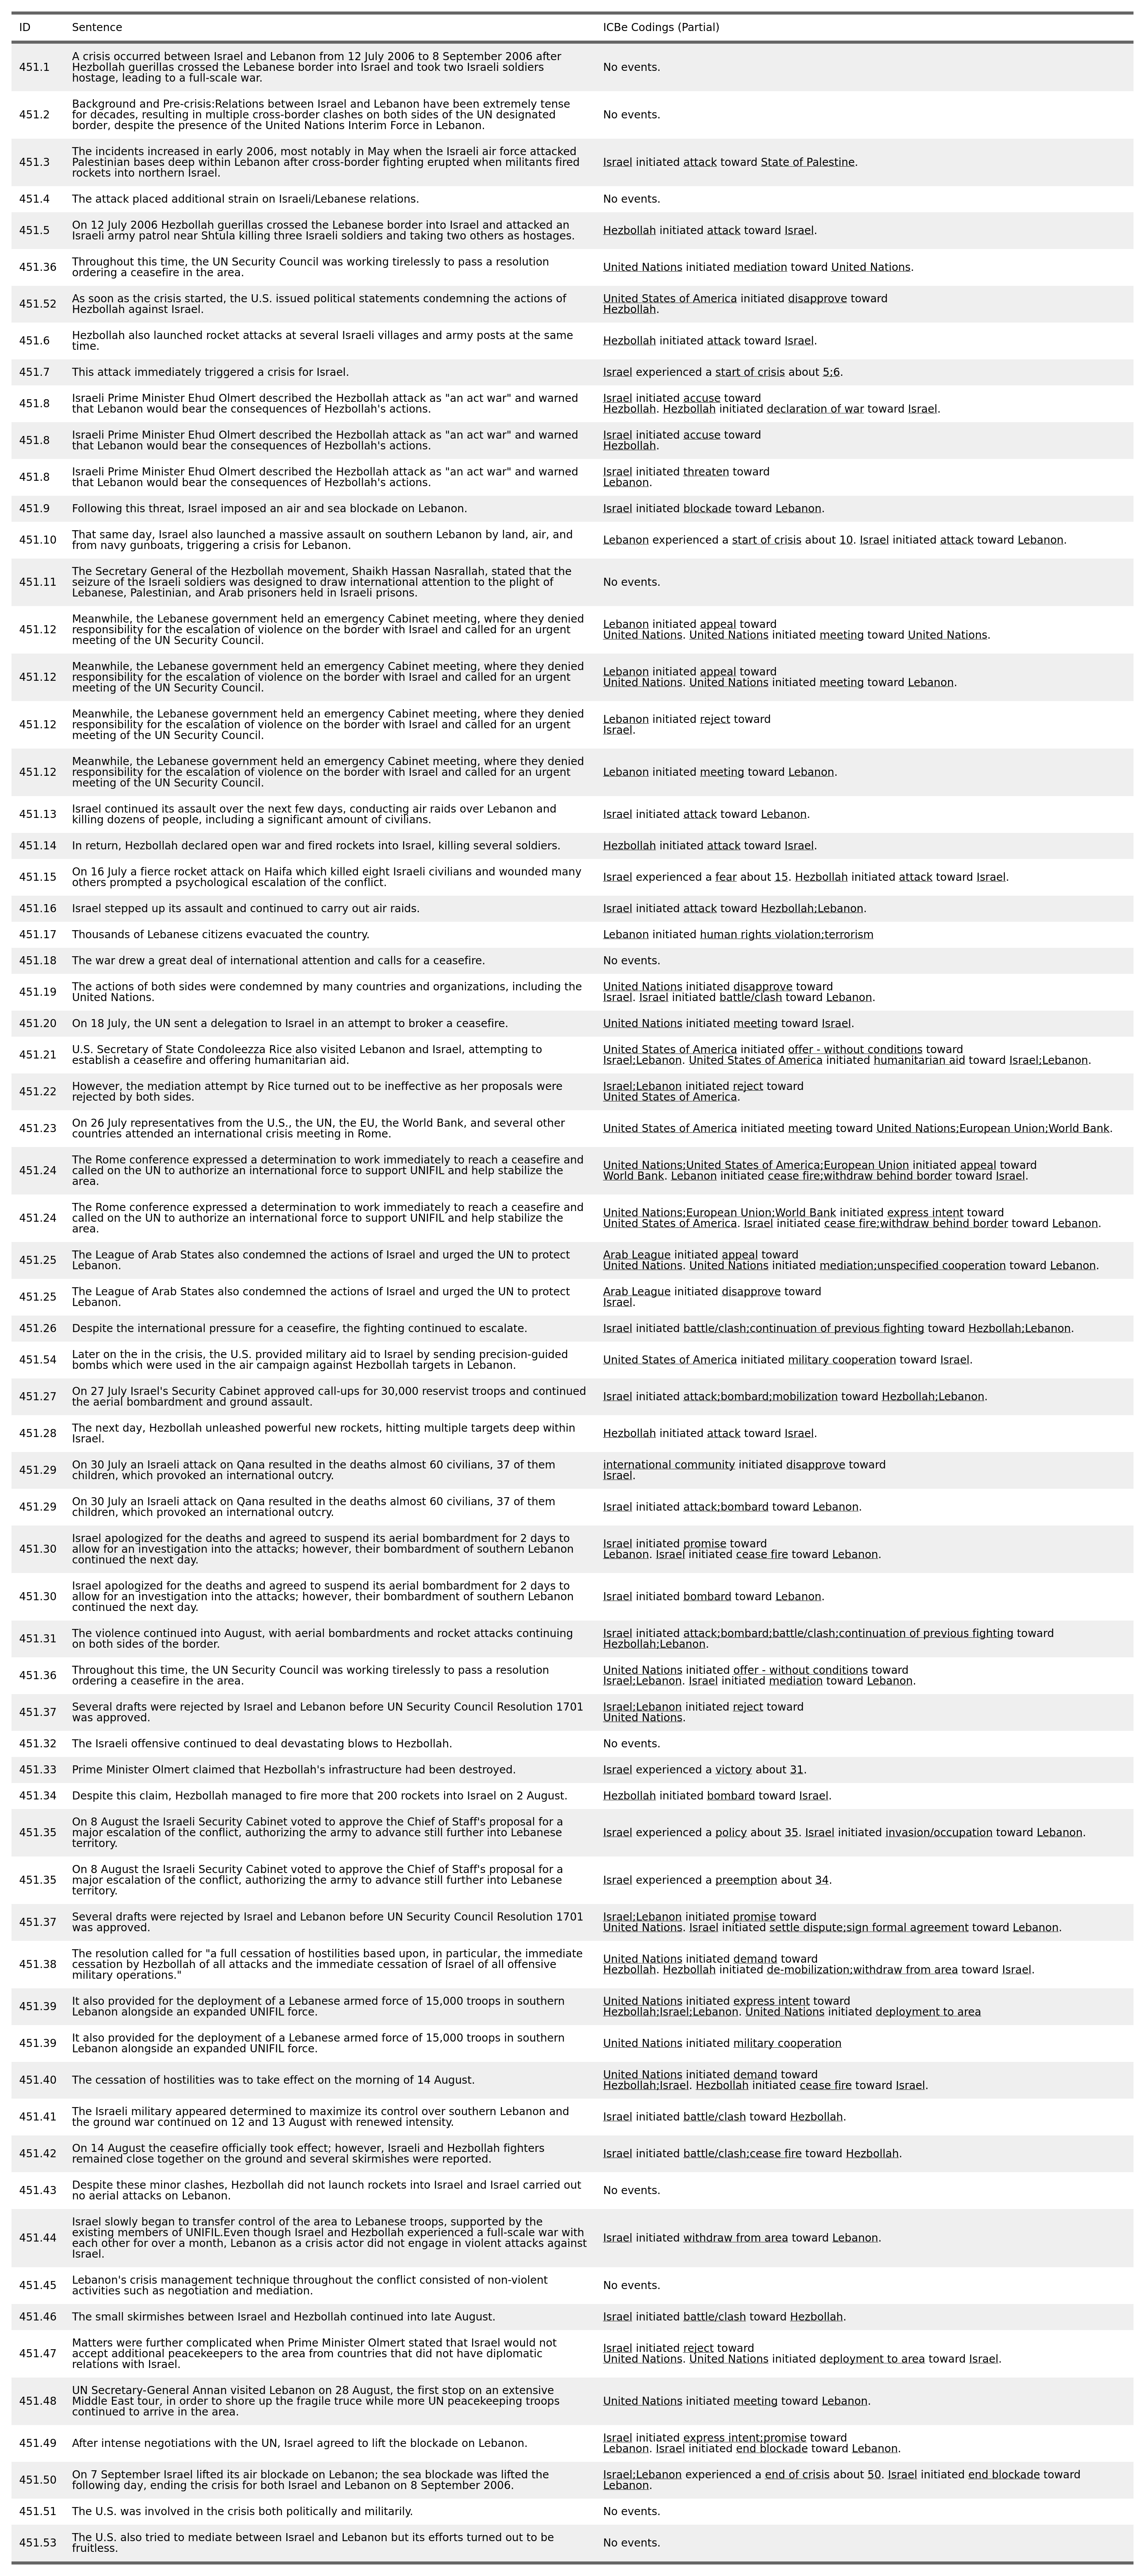 ID Sentence ICBe Codings (Partial)
451.1 A crisis occurred between Israel and Lebanon from 12 July 2006 to 8 September 2006 after
Hezbollah guerillas crossed the Lebanese border into Israel and took two Israeli soldiers
hostage, leading to a full-scale war.
No events.
451.2 Background and Pre-crisis:Relations between Israel and Lebanon have been extremely tense
for decades, resulting in multiple cross-border clashes on both sides of the UN designated
border, despite the presence of the United Nations Interim Force in Lebanon.
No events.
451.3 The incidents increased in early 2006, most notably in May when the Israeli air force attacked
Palestinian bases deep within Lebanon after cross-border fighting erupted when militants fired
rockets into northern Israel.
Israel initiated attack toward State of Palestine.
451.4 The attack placed additional strain on Israeli/Lebanese relations.
No events.
451.5 On 12 July 2006 Hezbollah guerillas crossed the Lebanese border into Israel and attacked an
Israeli army patrol near Shtula killing three Israeli soldiers and taking two others as hostages.
Hezbollah initiated attack toward Israel.
451.36 Throughout this time, the UN Security Council was working tirelessly to pass a resolution
ordering a ceasefire in the area.
United Nations initiated mediation toward United Nations.
451.52 As soon as the crisis started, the U.S. issued political statements condemning the actions of
Hezbollah against Israel.
United States of America initiated disapprove toward
Hezbollah.
451.6 Hezbollah also launched rocket attacks at several Israeli villages and army posts at the same
time.
Hezbollah initiated attack toward Israel.
451.7 This attack immediately triggered a crisis for Israel.
Israel experienced a start of crisis about 5;6.
451.8 Israeli Prime Minister Ehud Olmert described the Hezbollah attack as "an act war" and warned
that Lebanon would bear the consequences of Hezbollah's actions.
Israel initiated accuse toward
Hezbollah. Hezbollah initiated declaration of war toward Israel.
451.8 Israeli Prime Minister Ehud Olmert described the Hezbollah attack as "an act war" and warned
that Lebanon would bear the consequences of Hezbollah's actions.
Israel initiated accuse toward
Hezbollah.
451.8 Israeli Prime Minister Ehud Olmert described the Hezbollah attack as "an act war" and warned
that Lebanon would bear the consequences of Hezbollah's actions.
Israel initiated threaten toward
Lebanon.
451.9 Following this threat, Israel imposed an air and sea blockade on Lebanon.
Israel initiated blockade toward Lebanon.
451.10 That same day, Israel also launched a massive assault on southern Lebanon by land, air, and
from navy gunboats, triggering a crisis for Lebanon.
Lebanon experienced a start of crisis about 10. Israel initiated attack toward Lebanon.
451.11 The Secretary General of the Hezbollah movement, Shaikh Hassan Nasrallah, stated that the
seizure of the Israeli soldiers was designed to draw international attention to the plight of
Lebanese, Palestinian, and Arab prisoners held in Israeli prisons.
No events.
451.12 Meanwhile, the Lebanese government held an emergency Cabinet meeting, where they denied
responsibility for the escalation of violence on the border with Israel and called for an urgent
meeting of the UN Security Council.
Lebanon initiated appeal toward
United Nations. United Nations initiated meeting toward United Nations.
451.12 Meanwhile, the Lebanese government held an emergency Cabinet meeting, where they denied
responsibility for the escalation of violence on the border with Israel and called for an urgent
meeting of the UN Security Council.
Lebanon initiated appeal toward
United Nations. United Nations initiated meeting toward Lebanon.
451.12 Meanwhile, the Lebanese government held an emergency Cabinet meeting, where they denied
responsibility for the escalation of violence on the border with Israel and called for an urgent
meeting of the UN Security Council.
Lebanon initiated reject toward
Israel.
451.12 Meanwhile, the Lebanese government held an emergency Cabinet meeting, where they denied
responsibility for the escalation of violence on the border with Israel and called for an urgent
meeting of the UN Security Council.
Lebanon initiated meeting toward Lebanon.
451.13 Israel continued its assault over the next few days, conducting air raids over Lebanon and
killing dozens of people, including a significant amount of civilians.
Israel initiated attack toward Lebanon.
451.14 In return, Hezbollah declared open war and fired rockets into Israel, killing several soldiers.
Hezbollah initiated attack toward Israel.
451.15 On 16 July a fierce rocket attack on Haifa which killed eight Israeli civilians and wounded many
others prompted a psychological escalation of the conflict.
Israel experienced a fear about 15. Hezbollah initiated attack toward Israel.
451.16 Israel stepped up its assault and continued to carry out air raids.
Israel initiated attack toward Hezbollah;Lebanon.
451.17 Thousands of Lebanese citizens evacuated the country.
Lebanon initiated human rights violation;terrorism
451.18 The war drew a great deal of international attention and calls for a ceasefire.
No events.
451.19 The actions of both sides were condemned by many countries and organizations, including the
United Nations.
United Nations initiated disapprove toward
Israel. Israel initiated battle/clash toward Lebanon.
451.20 On 18 July, the UN sent a delegation to Israel in an attempt to broker a ceasefire.
United Nations initiated meeting toward Israel.
451.21 U.S. Secretary of State Condoleezza Rice also visited Lebanon and Israel, attempting to
establish a ceasefire and offering humanitarian aid.
United States of America initiated offer - without conditions toward
Israel;Lebanon. United States of America initiated humanitarian aid toward Israel;Lebanon.
451.22 However, the mediation attempt by Rice turned out to be ineffective as her proposals were
rejected by both sides.
Israel;Lebanon initiated reject toward
United States of America.
451.23 On 26 July representatives from the U.S., the UN, the EU, the World Bank, and several other
countries attended an international crisis meeting in Rome.
United States of America initiated meeting toward United Nations;European Union;World Bank.
451.24 The Rome conference expressed a determination to work immediately to reach a ceasefire and
called on the UN to authorize an international force to support UNIFIL and help stabilize the
area.
United Nations;United States of America;European Union initiated appeal toward
World Bank. Lebanon initiated cease fire;withdraw behind border toward Israel.
451.24 The Rome conference expressed a determination to work immediately to reach a ceasefire and
called on the UN to authorize an international force to support UNIFIL and help stabilize the
area.
United Nations;European Union;World Bank initiated express intent toward
United States of America. Israel initiated cease fire;withdraw behind border toward Lebanon.
451.25 The League of Arab States also condemned the actions of Israel and urged the UN to protect
Lebanon.
Arab League initiated appeal toward
United Nations. United Nations initiated mediation;unspecified cooperation toward Lebanon.
451.25 The League of Arab States also condemned the actions of Israel and urged the UN to protect
Lebanon.
Arab League initiated disapprove toward
Israel.
451.26 Despite the international pressure for a ceasefire, the fighting continued to escalate.
Israel initiated battle/clash;continuation of previous fighting toward Hezbollah;Lebanon.
451.54 Later on the in the crisis, the U.S. provided military aid to Israel by sending precision-guided
bombs which were used in the air campaign against Hezbollah targets in Lebanon.
United States of America initiated military cooperation toward Israel.
451.27 On 27 July Israel's Security Cabinet approved call-ups for 30,000 reservist troops and continued
the aerial bombardment and ground assault.
Israel initiated attack;bombard;mobilization toward Hezbollah;Lebanon.
451.28 The next day, Hezbollah unleashed powerful new rockets, hitting multiple targets deep within
Israel.
Hezbollah initiated attack toward Israel.
451.29 On 30 July an Israeli attack on Qana resulted in the deaths almost 60 civilians, 37 of them
children, which provoked an international outcry.
international community initiated disapprove toward
Israel.
451.29 On 30 July an Israeli attack on Qana resulted in the deaths almost 60 civilians, 37 of them
children, which provoked an international outcry.
Israel initiated attack;bombard toward Lebanon.
451.30 Israel apologized for the deaths and agreed to suspend its aerial bombardment for 2 days to
allow for an investigation into the attacks; however, their bombardment of southern Lebanon
continued the next day.
Israel initiated promise toward
Lebanon. Israel initiated cease fire toward Lebanon.
451.30 Israel apologized for the deaths and agreed to suspend its aerial bombardment for 2 days to
allow for an investigation into the attacks; however, their bombardment of southern Lebanon
continued the next day.
Israel initiated bombard toward Lebanon.
451.31 The violence continued into August, with aerial bombardments and rocket attacks continuing
on both sides of the border.
Israel initiated attack;bombard;battle/clash;continuation of previous fighting toward
Hezbollah;Lebanon.
451.36 Throughout this time, the UN Security Council was working tirelessly to pass a resolution
ordering a ceasefire in the area.
United Nations initiated offer - without conditions toward
Israel;Lebanon. Israel initiated mediation toward Lebanon.
451.37 Several drafts were rejected by Israel and Lebanon before UN Security Council Resolution 1701
was approved.
Israel;Lebanon initiated reject toward
United Nations.
451.32 The Israeli offensive continued to deal devastating blows to Hezbollah.
No events.
451.33 Prime Minister Olmert claimed that Hezbollah's infrastructure had been destroyed.
Israel experienced a victory about 31.
451.34 Despite this claim, Hezbollah managed to fire more that 200 rockets into Israel on 2 August.
Hezbollah initiated bombard toward Israel.
451.35 On 8 August the Israeli Security Cabinet voted to approve the Chief of Staff's proposal for a
major escalation of the conflict, authorizing the army to advance still further into Lebanese
territory.
Israel experienced a policy about 35. Israel initiated invasion/occupation toward Lebanon.
451.35 On 8 August the Israeli Security Cabinet voted to approve the Chief of Staff's proposal for a
major escalation of the conflict, authorizing the army to advance still further into Lebanese
territory.
Israel experienced a preemption about 34.
451.37 Several drafts were rejected by Israel and Lebanon before UN Security Council Resolution 1701
was approved.
Israel;Lebanon initiated promise toward
United Nations. Israel initiated settle dispute;sign formal agreement toward Lebanon.
451.38 The resolution called for "a full cessation of hostilities based upon, in particular, the immediate
cessation by Hezbollah of all attacks and the immediate cessation of Israel of all offensive
military operations."
United Nations initiated demand toward
Hezbollah. Hezbollah initiated de-mobilization;withdraw from area toward Israel.
451.39 It also provided for the deployment of a Lebanese armed force of 15,000 troops in southern
Lebanon alongside an expanded UNIFIL force.
United Nations initiated express intent toward
Hezbollah;Israel;Lebanon. United Nations initiated deployment to area
451.39 It also provided for the deployment of a Lebanese armed force of 15,000 troops in southern
Lebanon alongside an expanded UNIFIL force.
United Nations initiated military cooperation
451.40 The cessation of hostilities was to take effect on the morning of 14 August.
United Nations initiated demand toward
Hezbollah;Israel. Hezbollah initiated cease fire toward Israel.
451.41 The Israeli military appeared determined to maximize its control over southern Lebanon and
the ground war continued on 12 and 13 August with renewed intensity.
Israel initiated battle/clash toward Hezbollah.
451.42 On 14 August the ceasefire officially took effect; however, Israeli and Hezbollah fighters
remained close together on the ground and several skirmishes were reported.
Israel initiated battle/clash;cease fire toward Hezbollah.
451.43 Despite these minor clashes, Hezbollah did not launch rockets into Israel and Israel carried out
no aerial attacks on Lebanon.
No events.
451.44 Israel slowly began to transfer control of the area to Lebanese troops, supported by the
existing members of UNIFIL.Even though Israel and Hezbollah experienced a full-scale war with
each other for over a month, Lebanon as a crisis actor did not engage in violent attacks against
Israel.
Israel initiated withdraw from area toward Lebanon.
451.45 Lebanon's crisis management technique throughout the conflict consisted of non-violent
activities such as negotiation and mediation.
No events.
451.46 The small skirmishes between Israel and Hezbollah continued into late August.
Israel initiated battle/clash toward Hezbollah.
451.47 Matters were further complicated when Prime Minister Olmert stated that Israel would not
accept additional peacekeepers to the area from countries that did not have diplomatic
relations with Israel.
Israel initiated reject toward
United Nations. United Nations initiated deployment to area toward Israel.
451.48 UN Secretary-General Annan visited Lebanon on 28 August, the first stop on an extensive
Middle East tour, in order to shore up the fragile truce while more UN peacekeeping troops
continued to arrive in the area.
United Nations initiated meeting toward Lebanon.
451.49 After intense negotiations with the UN, Israel agreed to lift the blockade on Lebanon.
Israel initiated express intent;promise toward
Lebanon. Israel initiated end blockade toward Lebanon.
451.50 On 7 September Israel lifted its air blockade on Lebanon; the sea blockade was lifted the
following day, ending the crisis for both Israel and Lebanon on 8 September 2006.
Israel;Lebanon experienced a end of crisis about 50. Israel initiated end blockade toward
Lebanon.
451.51 The U.S. was involved in the crisis both politically and militarily.
No events.
451.53 The U.S. also tried to mediate between Israel and Lebanon but its efforts turned out to be
fruitless.
No events.